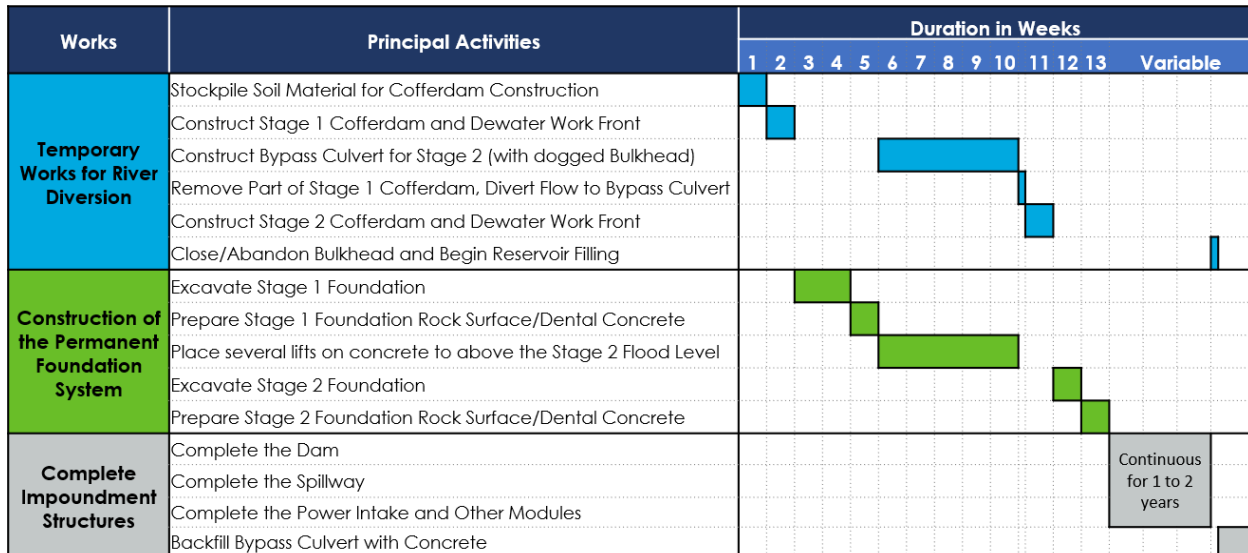 Works
Principal Activities
Duration in Weeks
1 2 3 4 5 6 7 8 9 10 11 12 13 Variable
Temporary
Works for River
Diversion
Stockpile Soil Material for Cofferdam Construction
Construct Stage 1 Cofferdam and Dewater Work Front
Construct Bypass Culvert for Stage 2 (with dogged Bulkhead)
Remove Part of Stage 1 Cofferdam, Divert Flow to Bypass Culvert
Construct Stage 2 Cofferdam and Dewater Work Front
Close/Abandon Bulkhead and Begin Reservoir Filling
Construction of
the Permanent
Foundation
System
Excavate Stage 1 Foundation
Prepare Stage 1 Foundation Rock Surface/Dental Concrete
Place several lifts on concrete to above the Stage 2 Flood Level
Excavate Stage 2 Foundation
Prepare Stage 2 Foundation Rock Surface/Dental Concrete
Complete
Impoundment
Structures
Complete the Dam
Complete the Spillway
Complete the Power Intake and Other Modules
Backfill Bypass Culvert with Concrete
Continuous
for 1 to 2
years